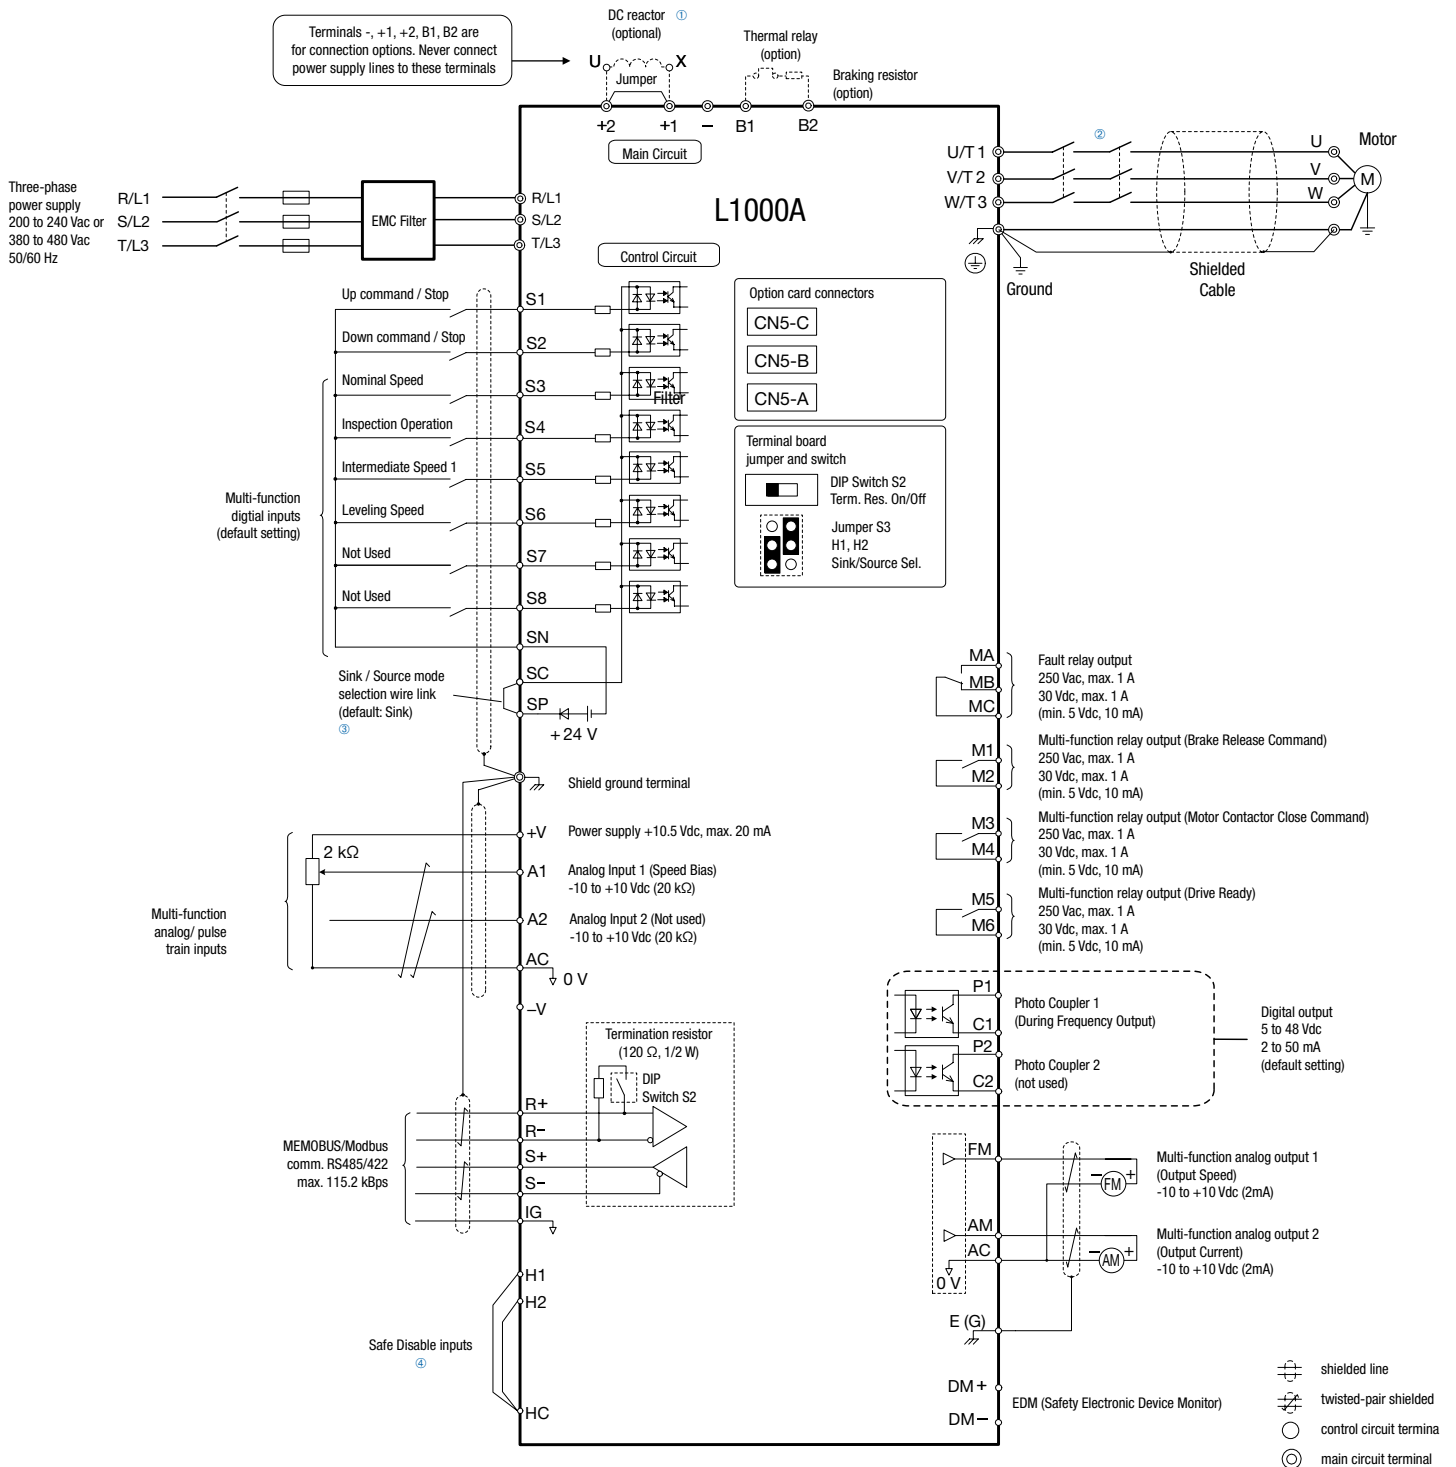 DC reactor ①
(optional)
Terminals -, +1, +2, B1, B2 are
for connection options. Never connect
power supply lines to these terminals
Thermal relay
(option)
Braking resistor
(option)
U
X
Jumper
+2
+1
–
B1
B2
Main Circuit
Three-phase
power supply
200 to 240 Vac or
380 to 480 Vac
50/60 Hz
R/L1
S/L2
T/L3
EMC Filter
R/L1
S/L2
T/L3
L1000A
U/T1
V/T2
W/T3
②
U
V
W
Motor
M
Ground
Shielded
Cable
Control Circuit
Up command / Stop
S1
Down command / Stop
S2
Nominal Speed
S3
Filter
Inspection Operation
S4
Intermediate Speed 1
S5
Leveling Speed
S6
Not Used
S7
Not Used
S8
SN
SC
SP
+24 V
Multi-function
digtial inputs
(default setting)
Sink / Source mode
selection wire link
(default: Sink)
③
Option card connectors
CN5-C
CN5-B
CN5-A
Terminal board
jumper and switch
DIP Switch S2
Term. Res. On/Off
Jumper S3
H1, H2
Sink/Source Sel.
Shield ground terminal
+V
Power supply +10.5 Vdc, max. 20 mA
2 kΩ
A1
Analog Input 1 (Speed Bias)
-10 to +10 Vdc (20 kΩ)
A2
Analog Input 2 (Not used)
-10 to +10 Vdc (20 kΩ)
AC
0 V
–V
Multi-function
analog/ pulse
train inputs
Termination resistor
(120 Ω, 1/2 W)
DIP
Switch S2
R+
R–
S+
S–
IG
MEMOBUS/Modbus
comm. RS485/422
max. 115.2 kBps
H1
H2
HC
Safe Disable inputs
④
MA
MB
MC
Fault relay output
250 Vac, max. 1 A
30 Vdc, max. 1 A
(min. 5 Vdc, 10 mA)
M1
M2
Multi-function relay output (Brake Release Command)
250 Vac, max. 1 A
30 Vdc, max. 1 A
(min. 5 Vdc, 10 mA)
M3
M4
Multi-function relay output (Motor Contactor Close Command)
250 Vac, max. 1 A
30 Vdc, max. 1 A
(min. 5 Vdc, 10 mA)
M5
M6
Multi-function relay output (Drive Ready)
250 Vac, max. 1 A
30 Vdc, max. 1 A
(min. 5 Vdc, 10 mA)
P1
C1
Photo Coupler 1
(During Frequency Output)
P2
C2
Photo Coupler 2
(not used)
Digital output
5 to 48 Vdc
2 to 50 mA
(default setting)
FM
– FM +
Multi-function analog output 1
(Output Speed)
-10 to +10 Vdc (2mA)
AM
AC
0 V
– AM +
Multi-function analog output 2
(Output Current)
-10 to +10 Vdc (2mA)
E (G)
DM+
DM–
EDM (Safety Electronic Device Monitor)
shielded line
twisted-pair shielded
control circuit termina
main circuit terminal